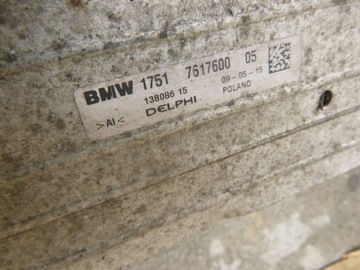 BMW 1751 7617600 05
138086 15 09-05-15
>Al< DELPHI POLAND